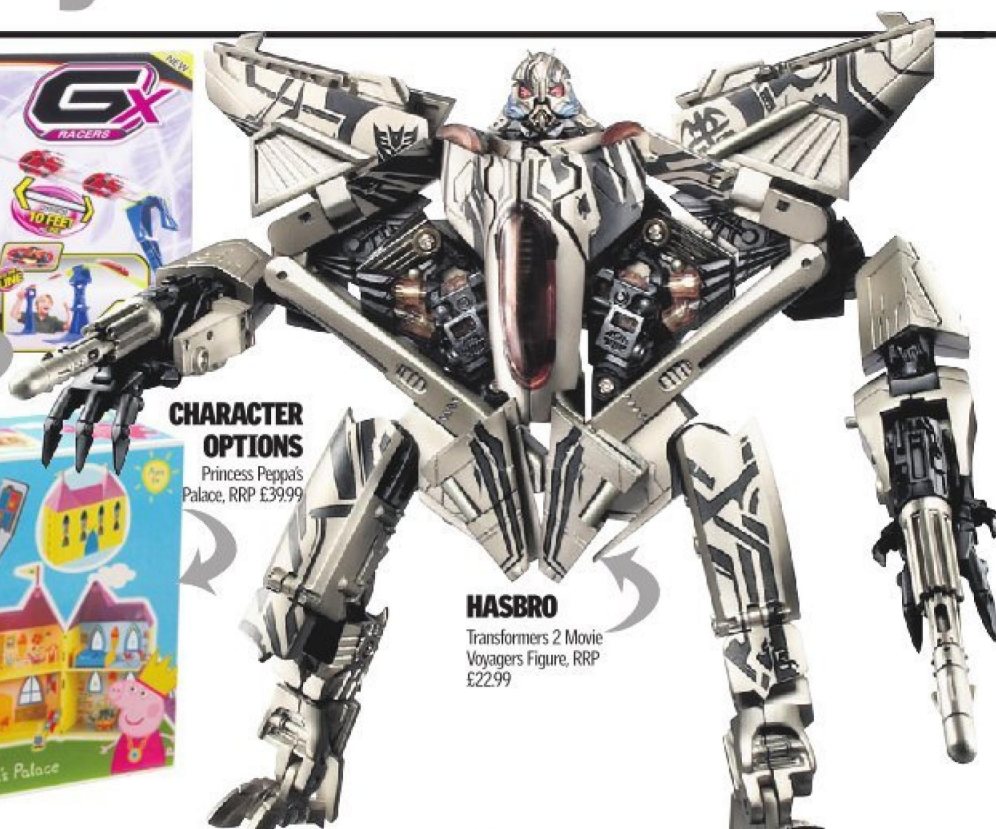 NEW
Gx
RACERS
10 FEET
LINE
CHARACTER
OPTIONS
Princess Peppa's
Palace, RRP £39.99
HASBRO
Transformers 2 Movie
Voyagers Figure, RRP
£22.99
's Palace